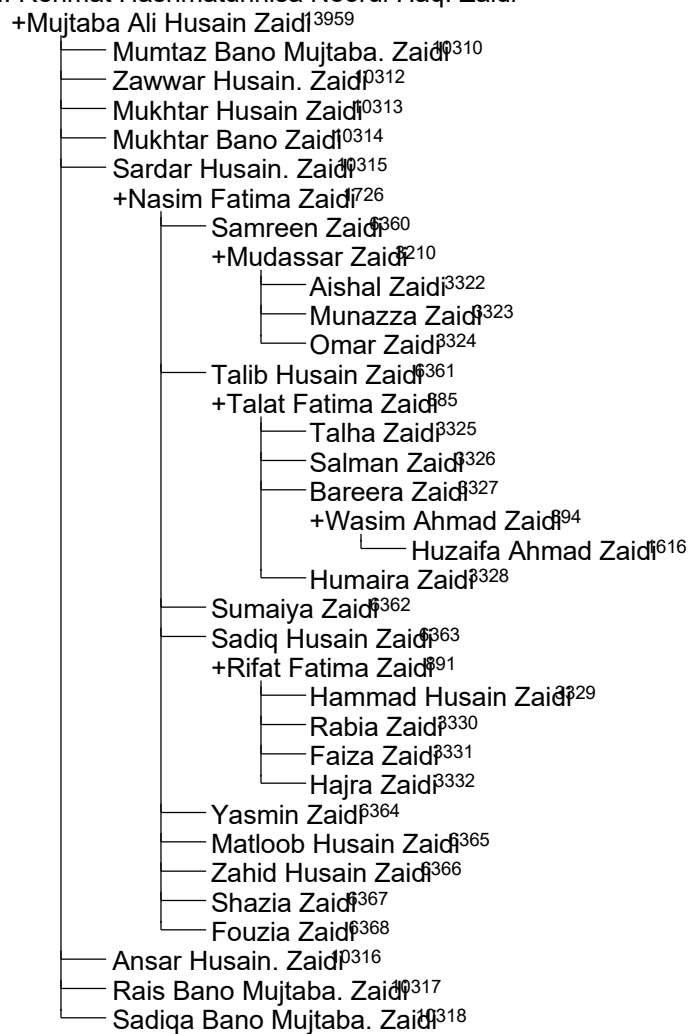 +Mujtaba Ali Husain Zaidi13959
Mumtaz Bano Mujtaba. Zaidi10310
Zawwar Husain. Zaidi10312
Mukhtar Husain Zaidi10313
Mukhtar Bano Zaidi10314
Sardar Husain. Zaidi10315
+Nasim Fatima Zaidi1726
Samreen Zaidi6360
+Mudassar Zaidi3210
Aishal Zaidi3322
Munazza Zaidi3323
Omar Zaidi3324
Talib Husain Zaidi6361
+Talat Fatima Zaidi885
Talha Zaidi3325
Salman Zaidi3326
Bareera Zaidi3327
+Wasim Ahmad Zaidi894
Huzaifa Ahmad Zaidi1616
Humaira Zaidi3328
Sumaiya Zaidi6362
Sadiq Husain Zaidi6363
+Rifat Fatima Zaidi891
Hammad Husain Zaidi3329
Rabia Zaidi3330
Faiza Zaidi3331
Hajra Zaidi3332
Yasmin Zaidi6364
Matloob Husain Zaidi6365
Zahid Husain Zaidi6366
Shazia Zaidi6367
Fouzia Zaidi6368
Ansar Husain. Zaidi10316
Rais Bano Mujtaba. Zaidi10317
Sadiqa Bano Mujtaba. Zaidi10318